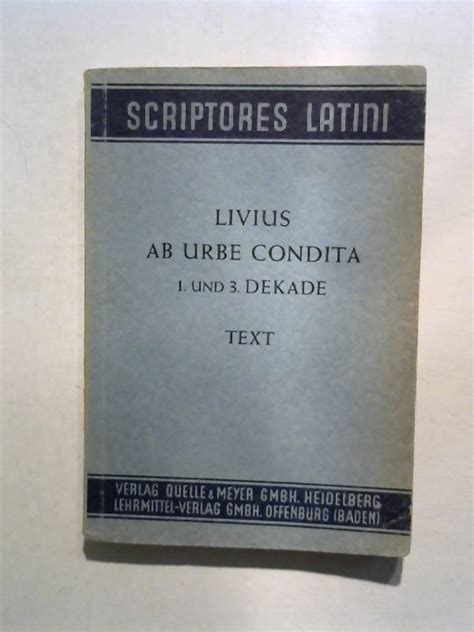 SCRIPTORES LATINI
LIVIUS
AB URBE CONDITA
1. UND 3. DEKADE
TEXT
VERLAG QUELLE & MEYER GMBH. HEIDELBERG
LEHRMITTEL-VERLAG GMBH. OFFENBURG (BADEN)